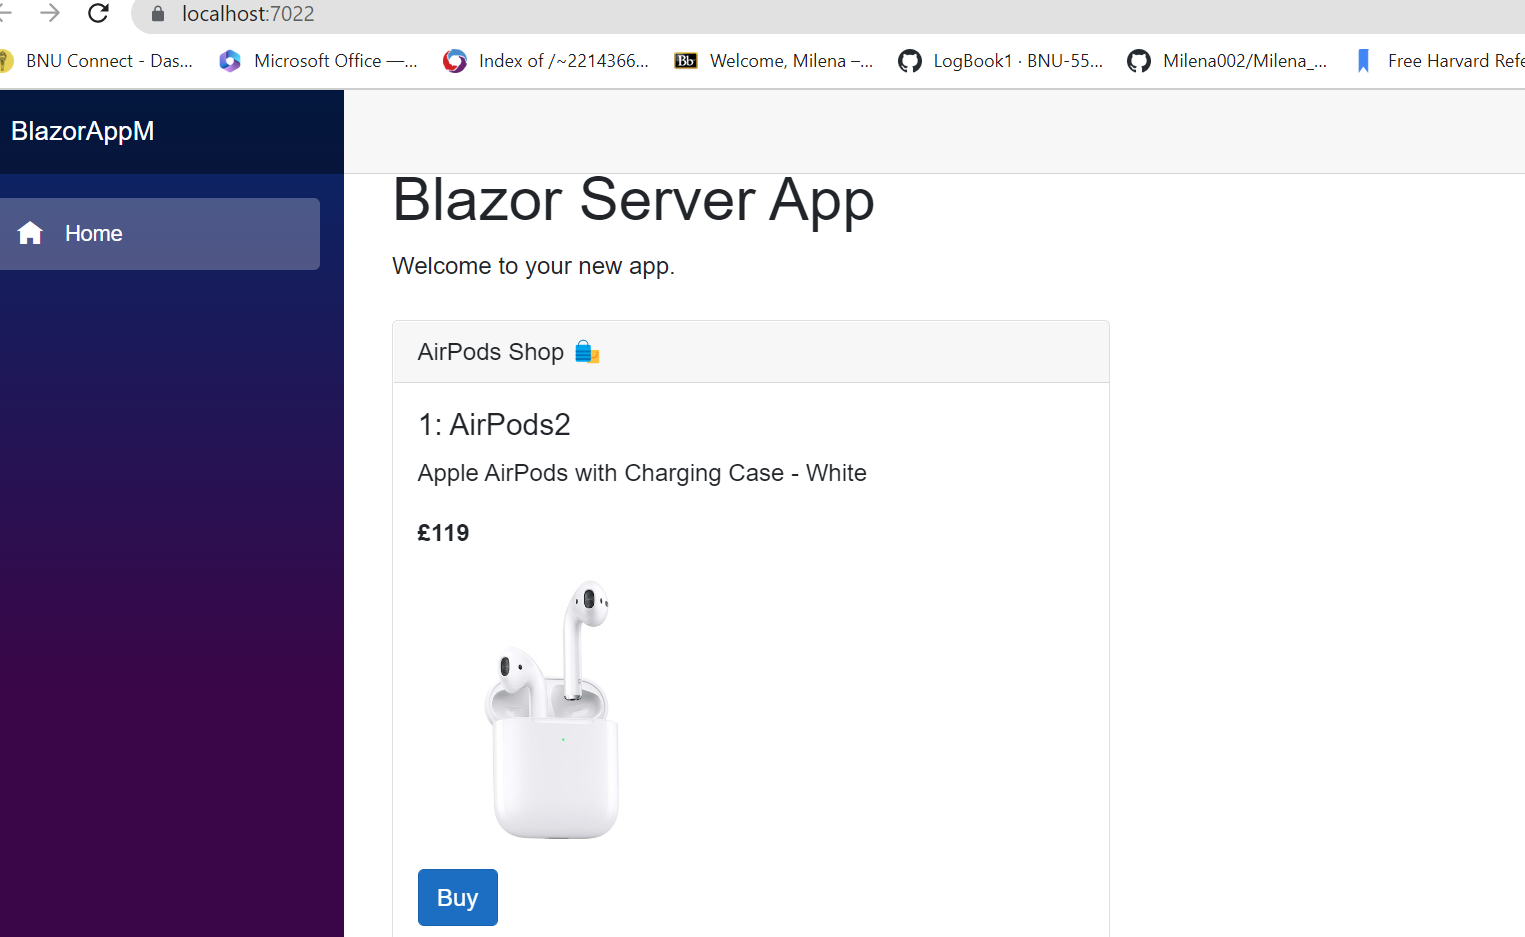 localhost:7022
BNU Connect - Das...
Microsoft Office —...
Index of /~2214366...
Bb
Welcome, Milena –...
LogBook1 · BNU-55...
Milena002/Milena_...
Free Harvard Refe
BlazorAppM
Home
Blazor Server App
Welcome to your new app.
AirPods Shop 🛍️
1: AirPods2
Apple AirPods with Charging Case - White
£119
Buy